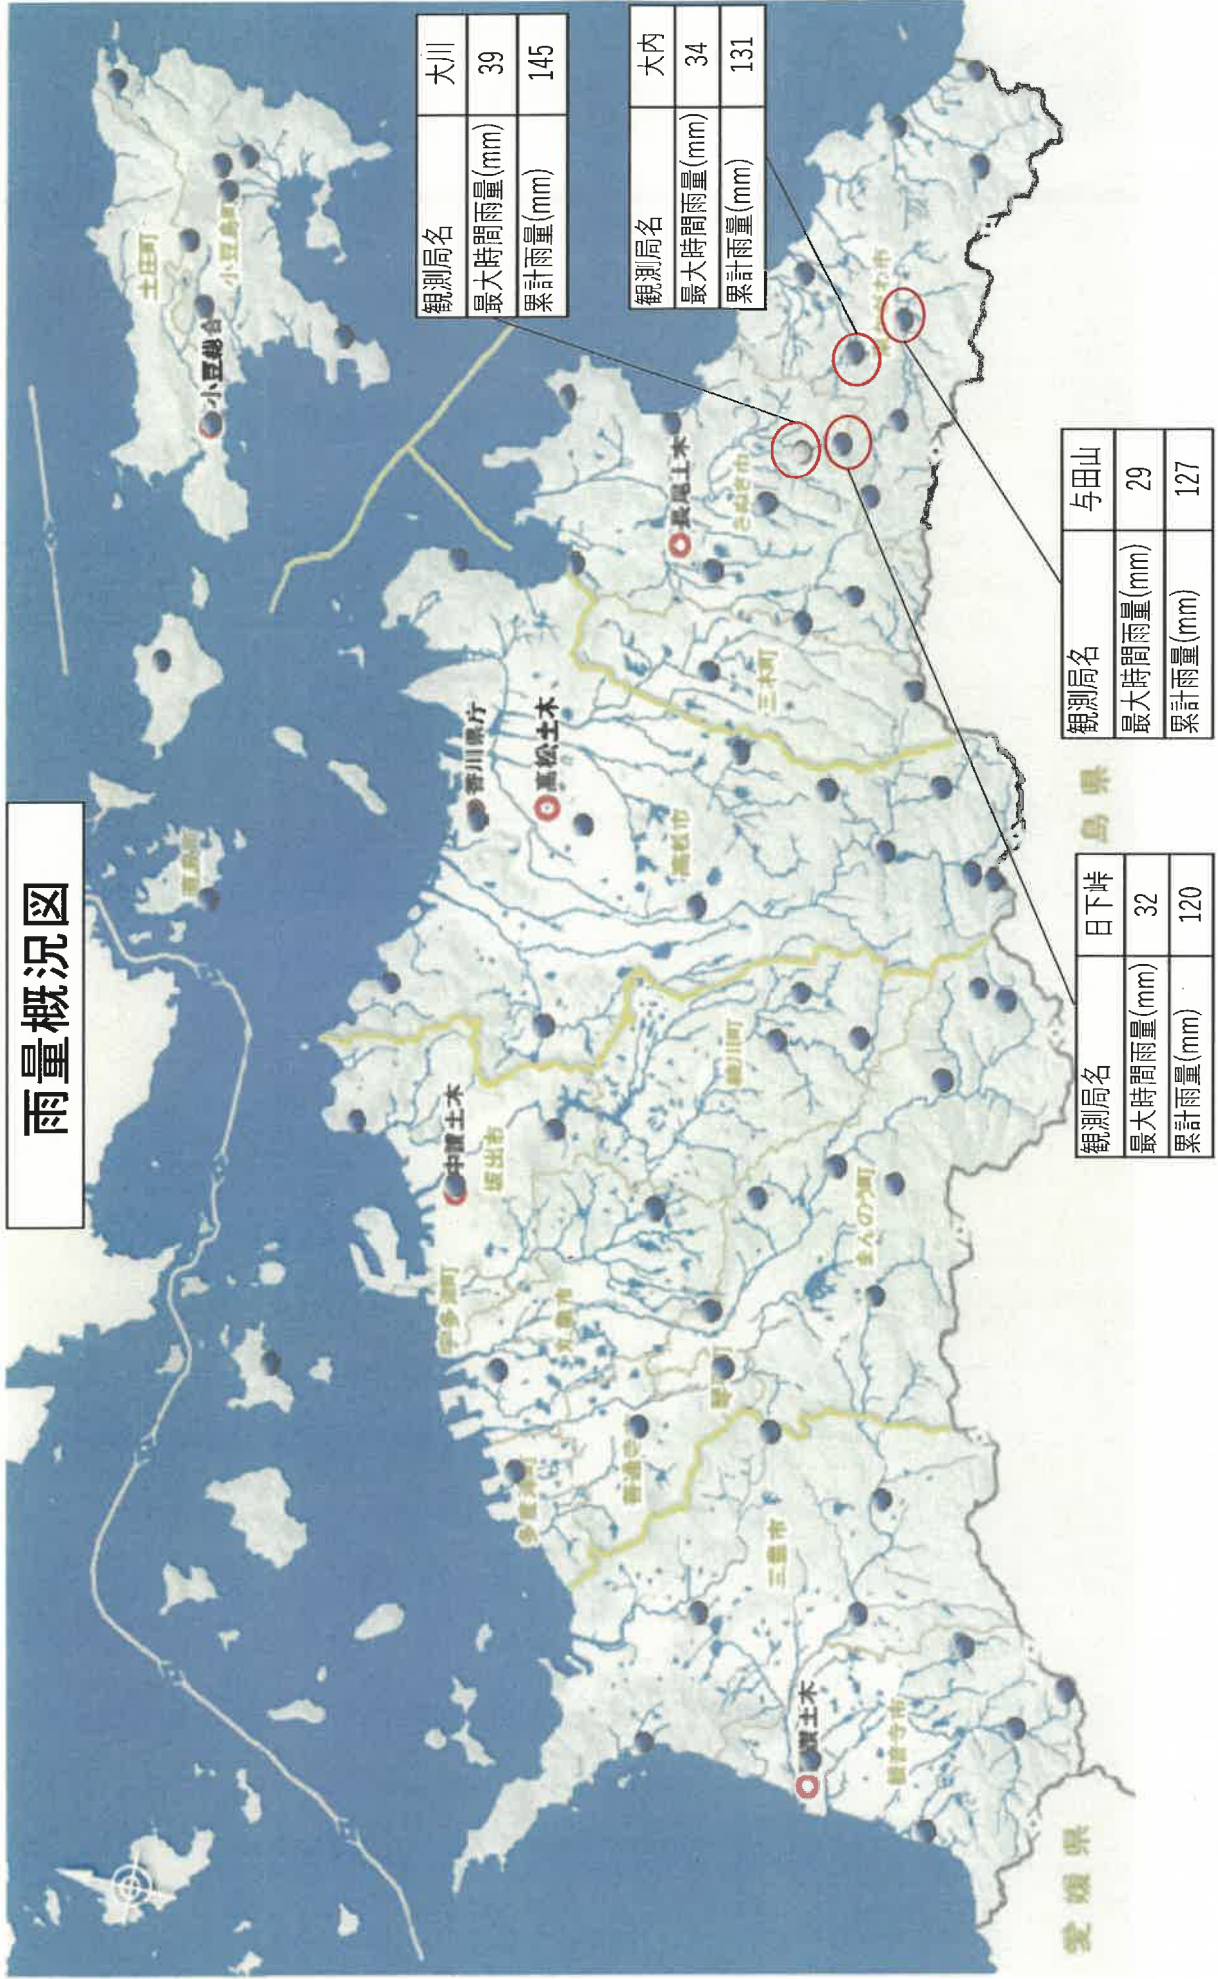 雨量概況図
観測局名 大川
最大時間雨量(mm) 39
累計雨量(mm) 145
観測局名 大内
最大時間雨量(mm) 34
累計雨量(mm) 131
観測局名 与田山
最大時間雨量(mm) 29
累計雨量(mm) 127
観測局名 日下峠
最大時間雨量(mm) 32
累計雨量(mm) 120
土庄町
小豆島町
小豆総合
直島町
香川県庁
高松土木
高松市
長尾土木
さぬき市
三木町
中讃土木
坂出市
宇多津町
丸亀市
綾川町
まんのう町
多度津町
善通寺
三豊市
讃土木
観音寺市
島県
愛媛県